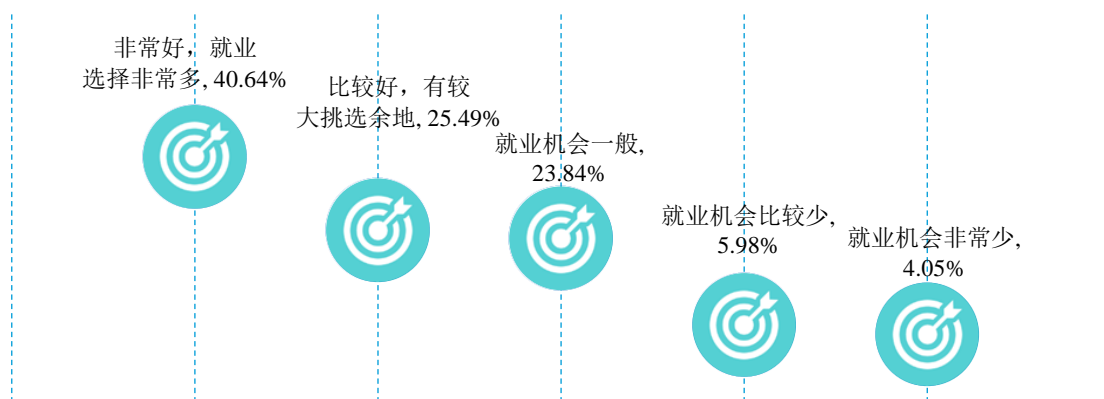 非常好，就业
选择非常多, 40.64%
比较好，有较
大挑选余地, 25.49%
就业机会一般,
23.84%
就业机会比较少,
5.98%
就业机会非常少,
4.05%